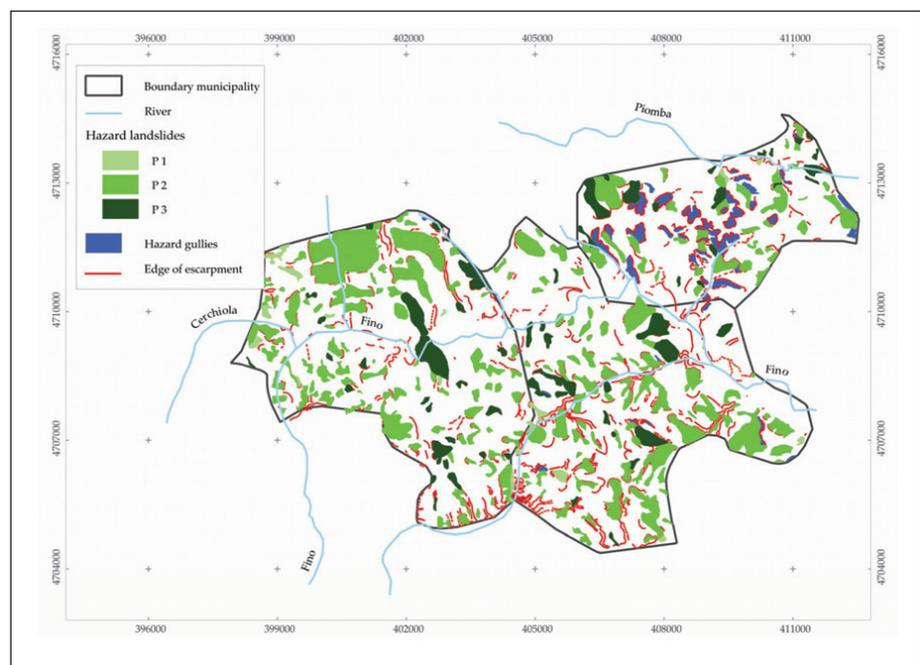 396000 399000 402000 405000 408000 411000
4716000 4716000
Boundary municipality
River
Hazard landslides
P 1
P 2
P 3
Hazard gullies
Edge of escarpment
Piomba
4713000 4713000
4710000 4710000
Cerchiola
Fino
Fino
4707000 4707000
Fino
4704000 4704000
396000 399000 402000 405000 408000 411000